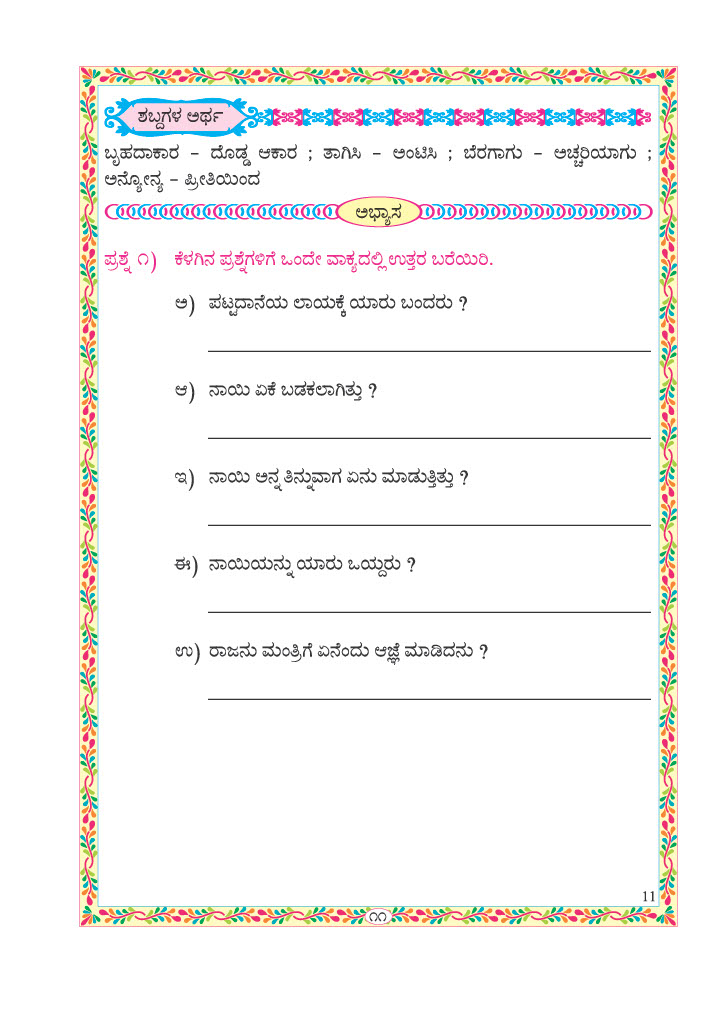 ಶಬ್ದಗಳ ಅರ್ಥ
ಬೃಹದಾಕಾರ – ದೊಡ್ಡ ಆಕಾರ ; ತಾಗಿಸಿ – ಅಂಟಿಸಿ ; ಬೆರಗಾಗು – ಅಚ್ಚರಿಯಾಗು ;
ಅನ್ಯೋನ್ಯ – ಪ್ರೀತಿಯಿಂದ
ಅಭ್ಯಾಸ
ಪ್ರಶ್ನೆ ೧) ಕೆಳಗಿನ ಪ್ರಶ್ನೆಗಳಿಗೆ ಒಂದೇ ವಾಕ್ಯದಲ್ಲಿ ಉತ್ತರ ಬರೆಯಿರಿ.
ಅ) ಪಟ್ಟದಾನೆಯ ಲಾಯಕ್ಕೆ ಯಾರು ಬಂದರು ?
ಆ) ನಾಯಿ ಏಕೆ ಬಡಕಲಾಗಿತ್ತು ?
ಇ) ನಾಯಿ ಅನ್ನ ತಿನ್ನುವಾಗ ಏನು ಮಾಡುತ್ತಿತ್ತು ?
ಈ) ನಾಯಿಯನ್ನು ಯಾರು ಒಯ್ದರು ?
ಉ) ರಾಜನು ಮಂತ್ರಿಗೆ ಏನೆಂದು ಆಜ್ಞೆ ಮಾಡಿದನು ?
11
೧೧